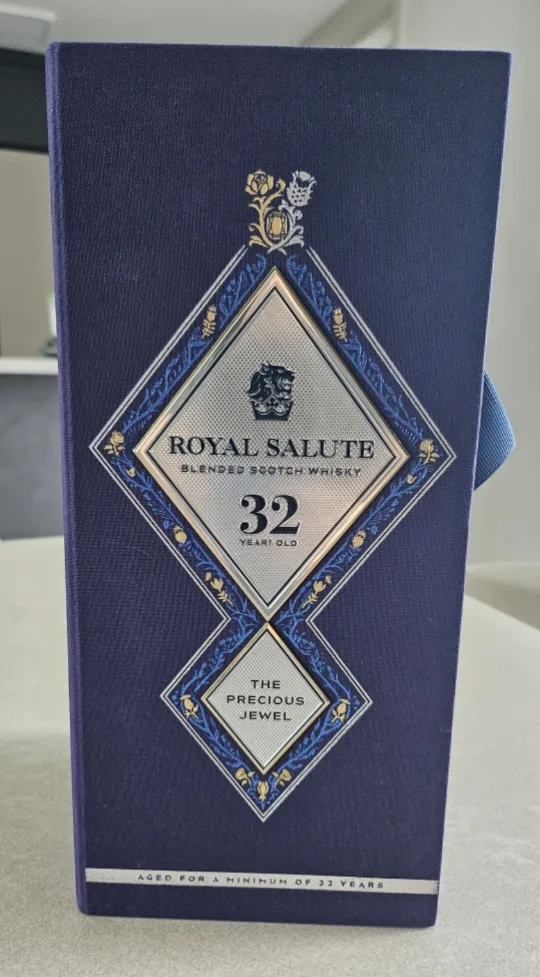 ROYAL SALUTE
BLENDED SCOTCH WHISKY
32
YEARS OLD
THE
PRECIOUS
JEWEL
AGED FOR A MINIMUM OF 32 YEARS